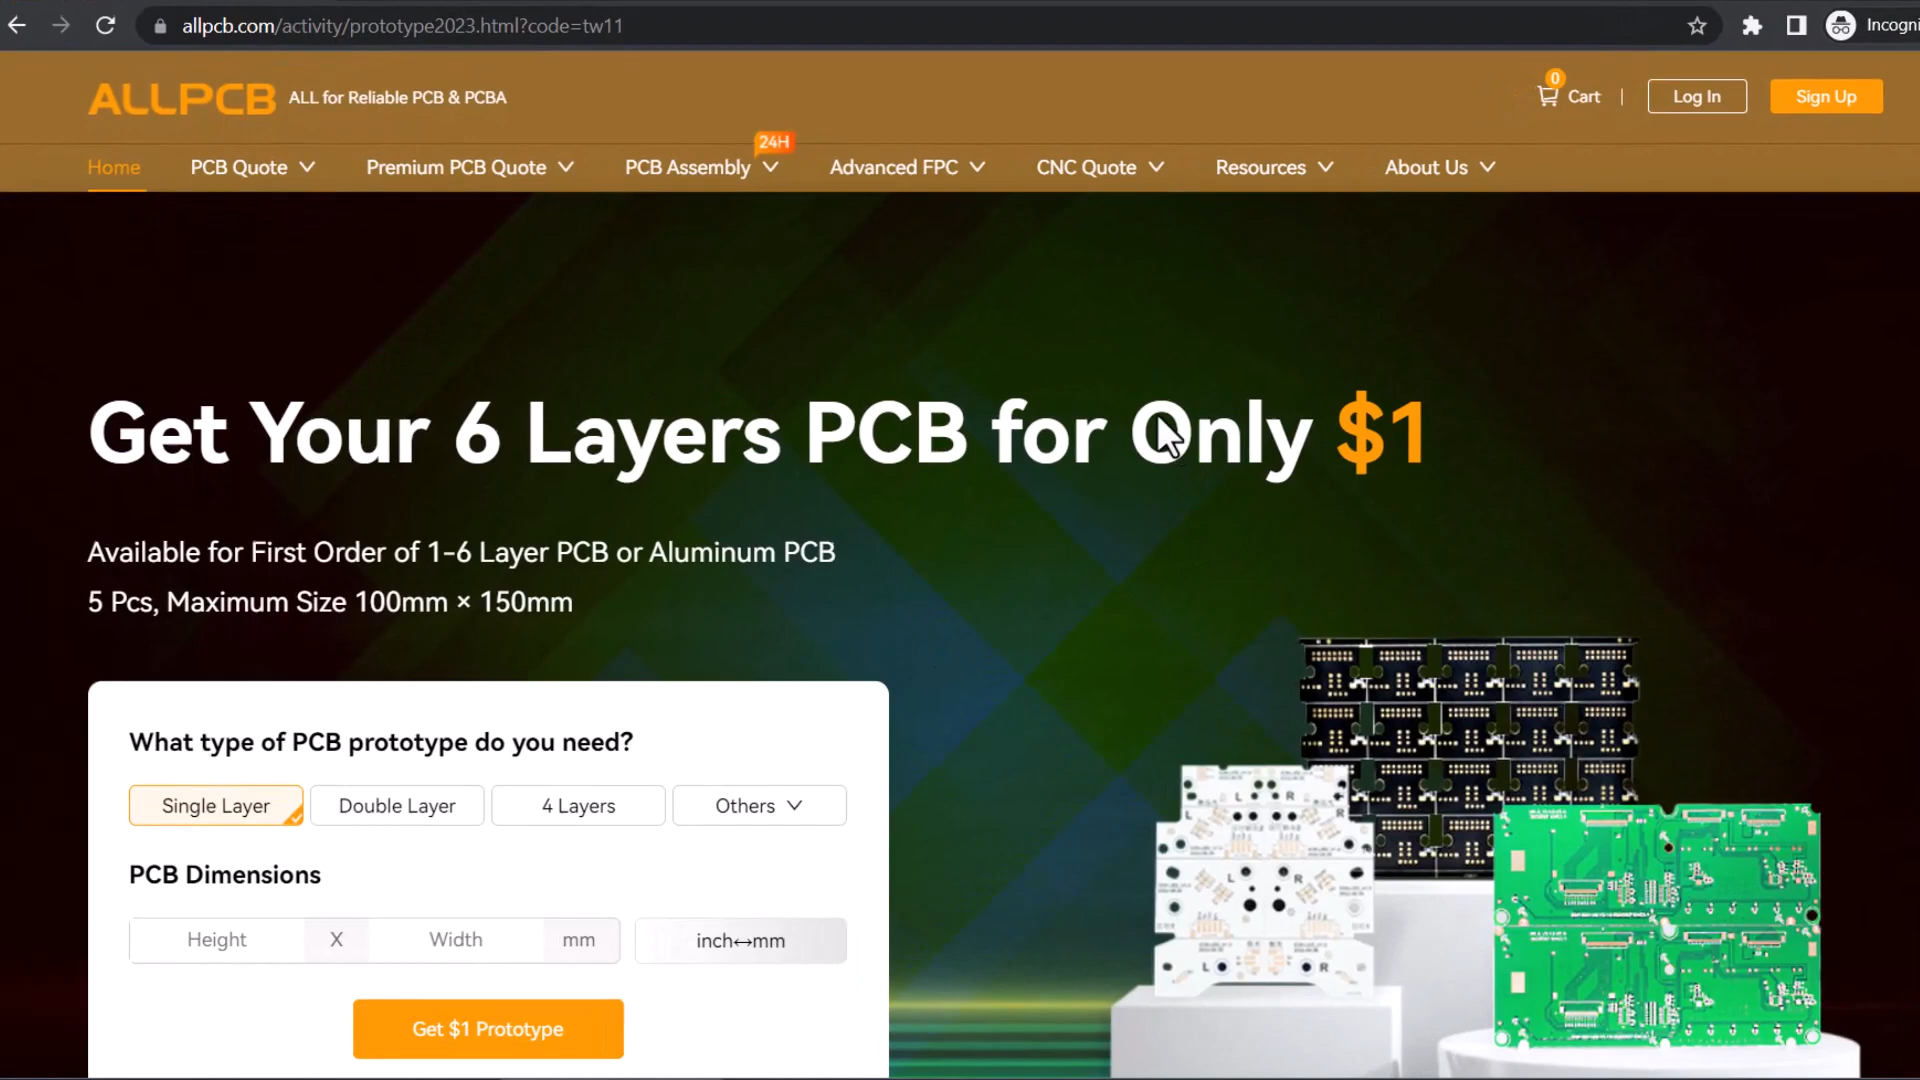 allpcb.com/activity/prototype2023.html?code=tw11
Incogni
ALLPCB ALL for Reliable PCB & PCBA
0
Cart | Log In Sign Up
24H
Home PCB Quote Premium PCB Quote PCB Assembly Advanced FPC CNC Quote Resources About Us
Get Your 6 Layers PCB for Only $1
Available for First Order of 1-6 Layer PCB or Aluminum PCB
5 Pcs, Maximum Size 100mm × 150mm
What type of PCB prototype do you need?
Single Layer Double Layer 4 Layers Others
PCB Dimensions
Height X Width mm inch↔mm
Get $1 Prototype
L R
L R
L R
L R